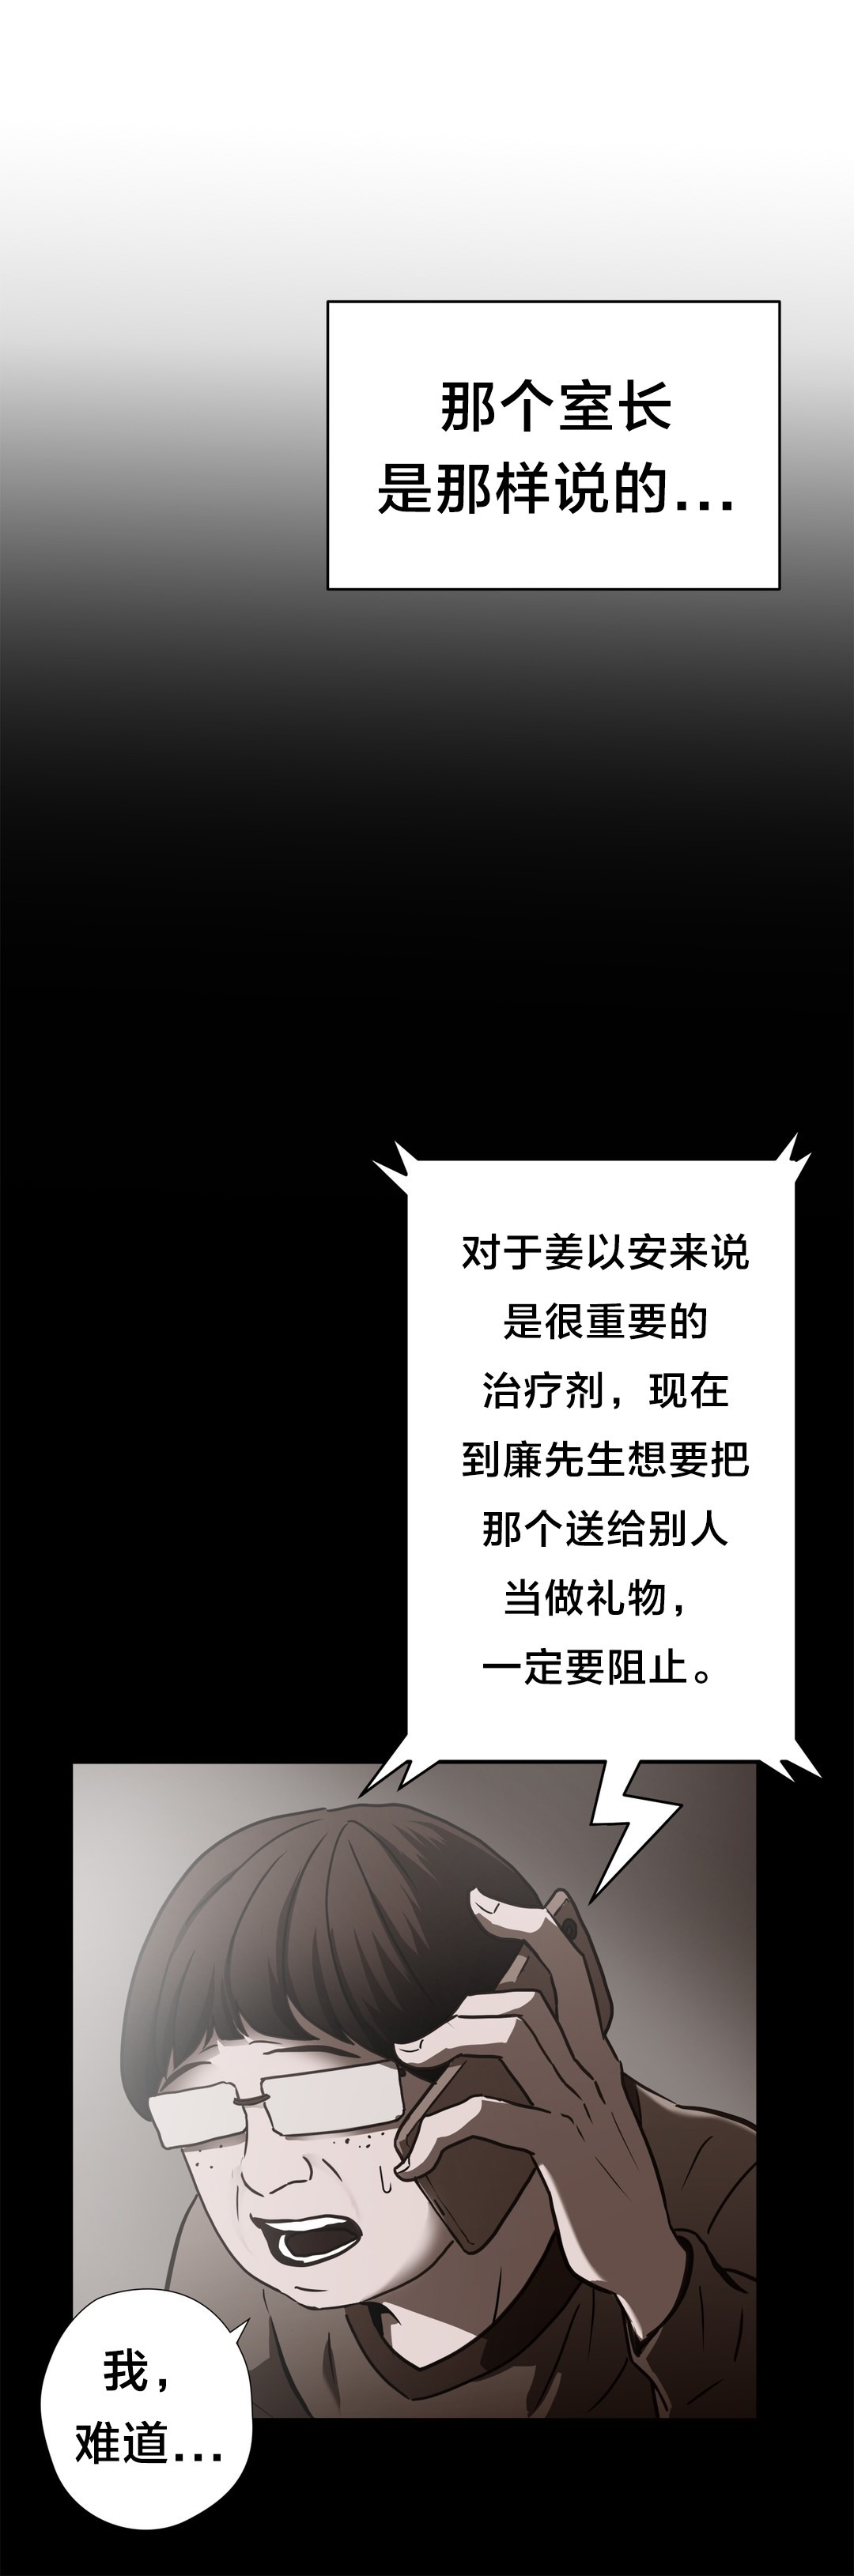 那个室长
是那样说的...
对于姜以安来说
是很重要的
治疗剂，现在
到廉先生想要把
那个送给别人
当做礼物，
一定要阻止。
我，
难道...